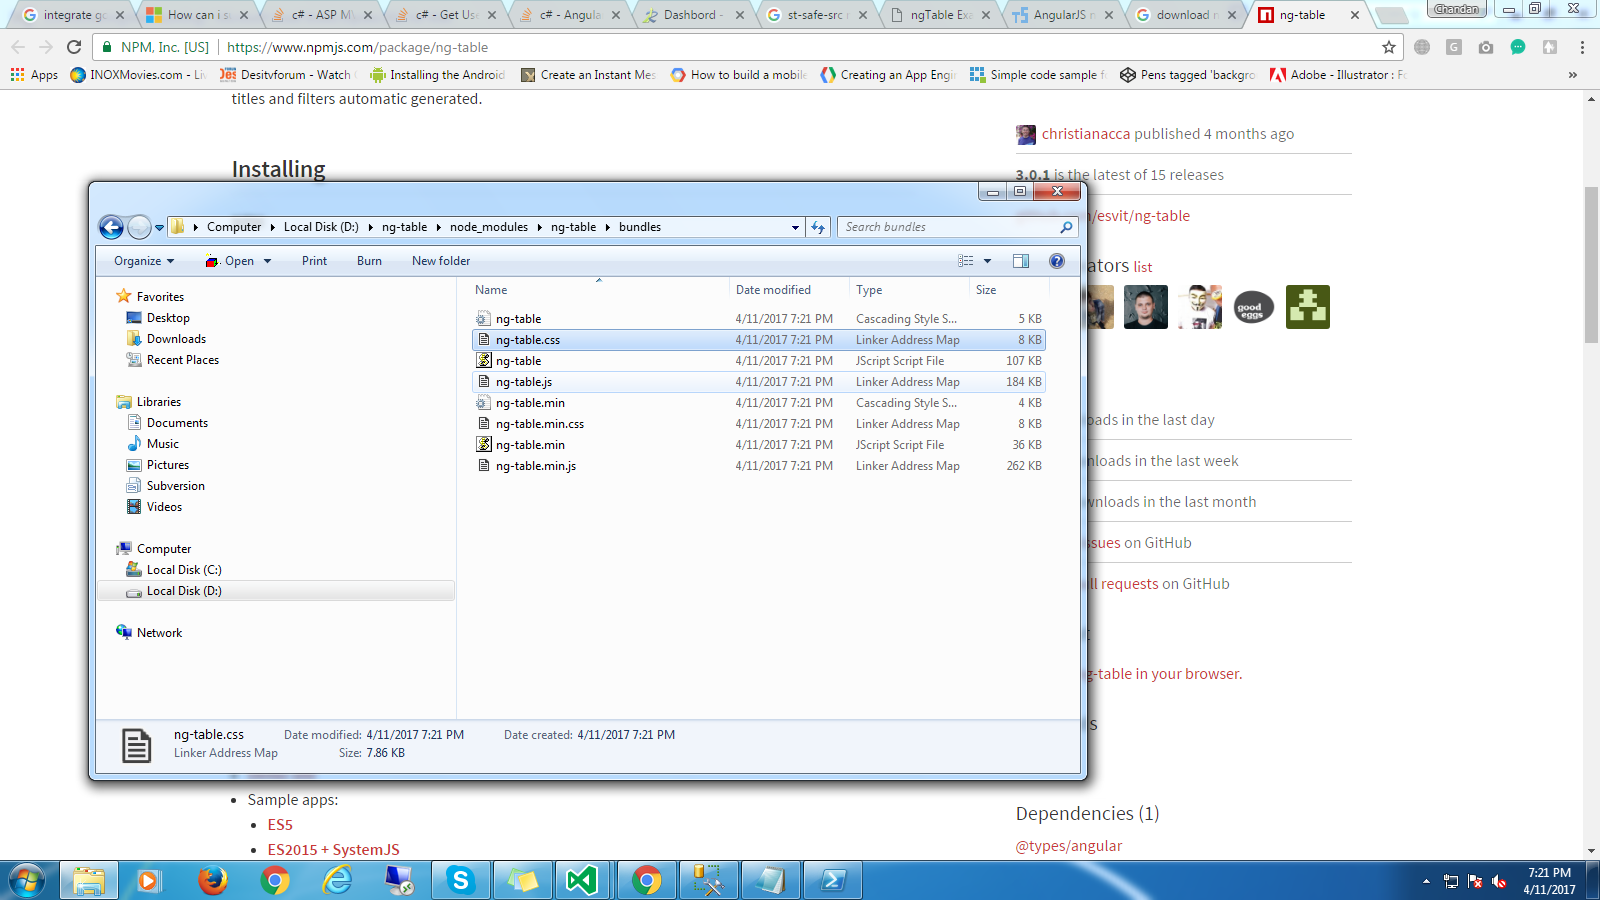 integrate go
How can i s
c# - ASP M
c# - Get Use
c# - Angula
Dashbord -
st-safe-src n
ngTable Exa
AngularJS n
download n
ng-table
Chandan
NPM, Inc. [US]
https://www.npmjs.com/package/ng-table
Apps
INOXMovies.com - Li
Desitvforum - Watch
Installing the Android
Create an Instant Mes
How to build a mobile
Creating an App Engi
Simple code sample f
Pens tagged 'backgro
Adobe - Illustrator : F
»
titles and filters automatic generated.
Installing
christianacca published 4 months ago
3.0.1 is the latest of 15 releases
/esvit/ng-table
ators list
good eggs
oads in the last day
nloads in the last week
wnloads in the last month
ssues on GitHub
ll requests on GitHub
g-table in your browser.
s
Dependencies (1)
@types/angular
Computer
Local Disk (D:)
ng-table
node_modules
ng-table
bundles
Search bundles
Organize
Open
Print
Burn
New folder
Favorites
Desktop
Downloads
Recent Places
Libraries
Documents
Music
Pictures
Subversion
Videos
Computer
Local Disk (C:)
Local Disk (D:)
Network
Name Date modified Type Size
ng-table 4/11/2017 7:21 PM Cascading Style S... 5 KB
ng-table.css 4/11/2017 7:21 PM Linker Address Map 8 KB
ng-table 4/11/2017 7:21 PM JScript Script File 107 KB
ng-table.js 4/11/2017 7:21 PM Linker Address Map 184 KB
ng-table.min 4/11/2017 7:21 PM Cascading Style S... 4 KB
ng-table.min.css 4/11/2017 7:21 PM Linker Address Map 8 KB
ng-table.min 4/11/2017 7:21 PM JScript Script File 36 KB
ng-table.min.js 4/11/2017 7:21 PM Linker Address Map 262 KB
ng-table.css Date modified: 4/11/2017 7:21 PM Date created: 4/11/2017 7:21 PM
Linker Address Map Size: 7.86 KB
• Sample apps:
• ES5
• ES2015 + SystemJS
7:21 PM
4/11/2017